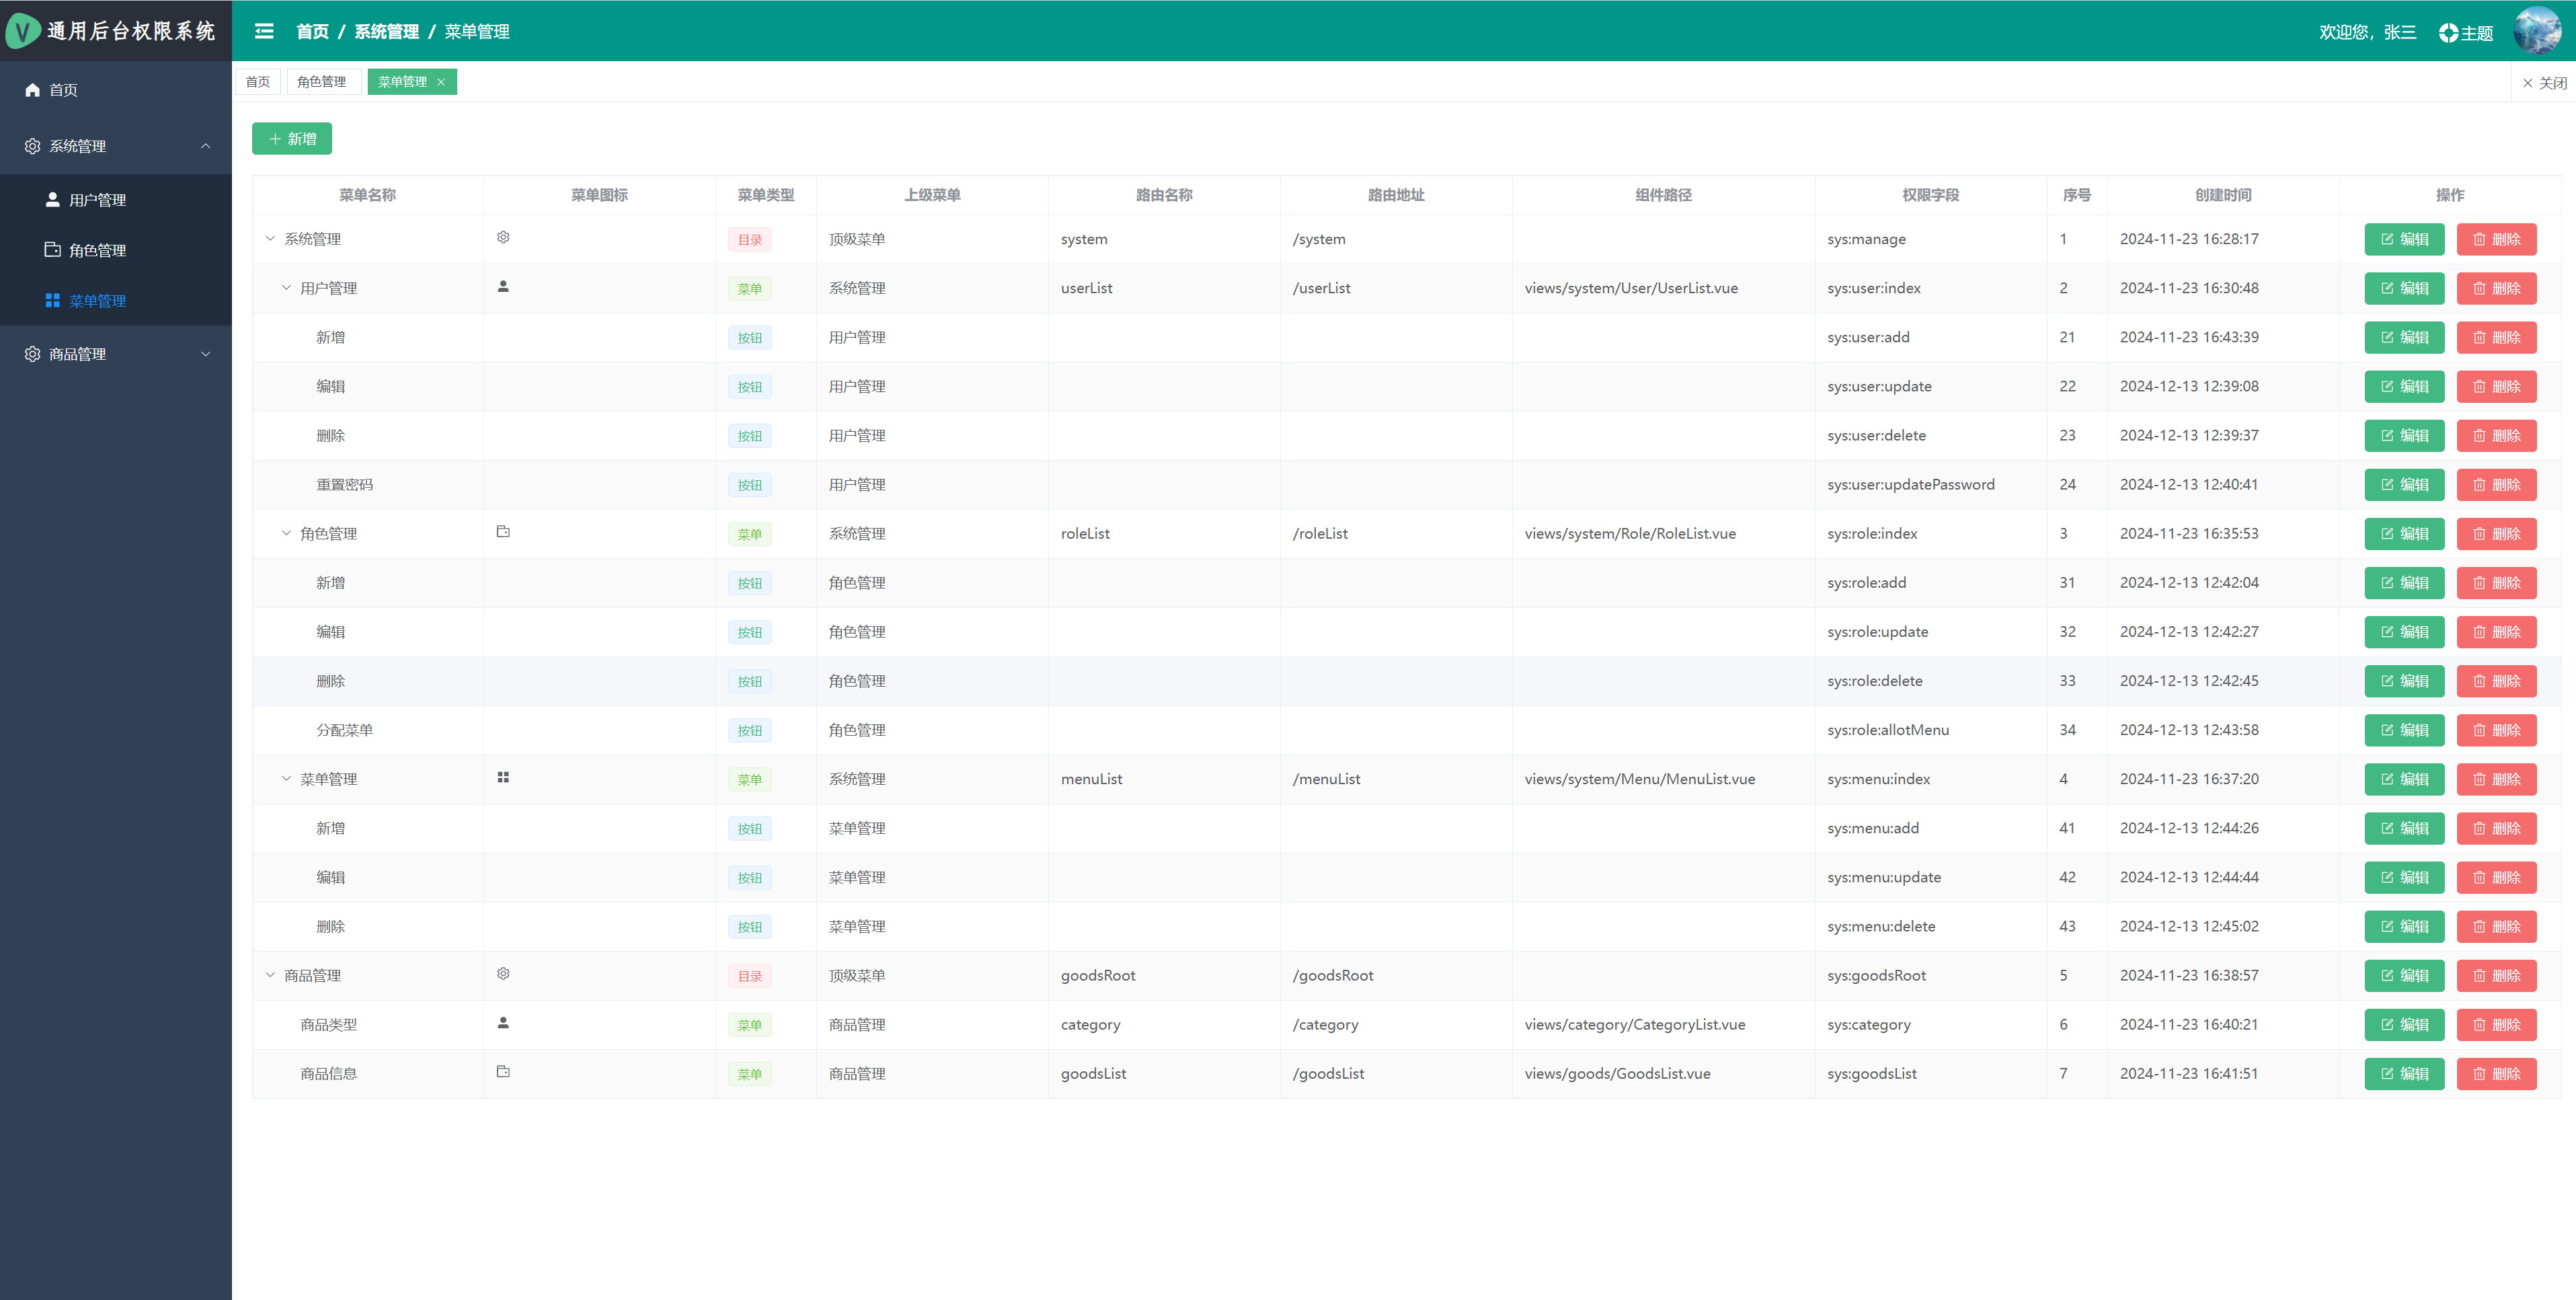 通用后台权限系统
首页 / 系统管理 / 菜单管理
欢迎您，张三 主题
首页
系统管理
用户管理
角色管理
菜单管理
商品管理
首页 角色管理 菜单管理 关闭
新增
菜单名称 菜单图标 菜单类型 上级菜单 路由名称 路由地址 组件路径 权限字段 序号 创建时间 操作
系统管理 目录 顶级菜单 system /system sys:manage 1 2024-11-23 16:28:17 编辑 删除
用户管理 菜单 系统管理 userList /userList views/system/User/UserList.vue sys:user:index 2 2024-11-23 16:30:48 编辑 删除
新增 按钮 用户管理 sys:user:add 21 2024-11-23 16:43:39 编辑 删除
编辑 按钮 用户管理 sys:user:update 22 2024-12-13 12:39:08 编辑 删除
删除 按钮 用户管理 sys:user:delete 23 2024-12-13 12:39:37 编辑 删除
重置密码 按钮 用户管理 sys:user:updatePassword 24 2024-12-13 12:40:41 编辑 删除
角色管理 菜单 系统管理 roleList /roleList views/system/Role/RoleList.vue sys:role:index 3 2024-11-23 16:35:53 编辑 删除
新增 按钮 角色管理 sys:role:add 31 2024-12-13 12:42:04 编辑 删除
编辑 按钮 角色管理 sys:role:update 32 2024-12-13 12:42:27 编辑 删除
删除 按钮 角色管理 sys:role:delete 33 2024-12-13 12:42:45 编辑 删除
分配菜单 按钮 角色管理 sys:role:allotMenu 34 2024-12-13 12:43:58 编辑 删除
菜单管理 菜单 系统管理 menuList /menuList views/system/Menu/MenuList.vue sys:menu:index 4 2024-11-23 16:37:20 编辑 删除
新增 按钮 菜单管理 sys:menu:add 41 2024-12-13 12:44:26 编辑 删除
编辑 按钮 菜单管理 sys:menu:update 42 2024-12-13 12:44:44 编辑 删除
删除 按钮 菜单管理 sys:menu:delete 43 2024-12-13 12:45:02 编辑 删除
商品管理 目录 顶级菜单 goodsRoot /goodsRoot sys:goodsRoot 5 2024-11-23 16:38:57 编辑 删除
商品类型 菜单 商品管理 category /category views/category/CategoryList.vue sys:category 6 2024-11-23 16:40:21 编辑 删除
商品信息 菜单 商品管理 goodsList /goodsList views/goods/GoodsList.vue sys:goodsList 7 2024-11-23 16:41:51 编辑 删除